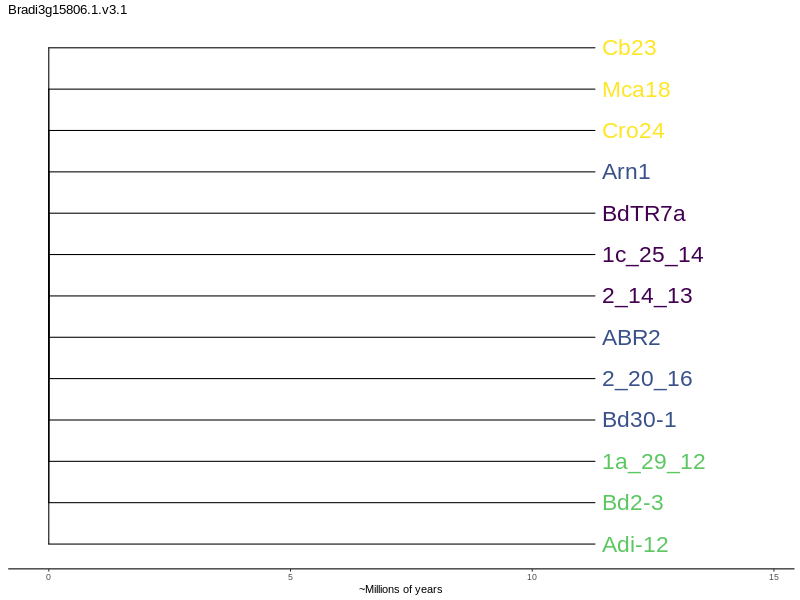 Bradi3g15806.1.v3.1
Cb23
Mca18
Cro24
Arn1
BdTR7a
1c_25_14
2_14_13
ABR2
2_20_16
Bd30-1
1a_29_12
Bd2-3
Adi-12
0 5 10 15
~Millions of years